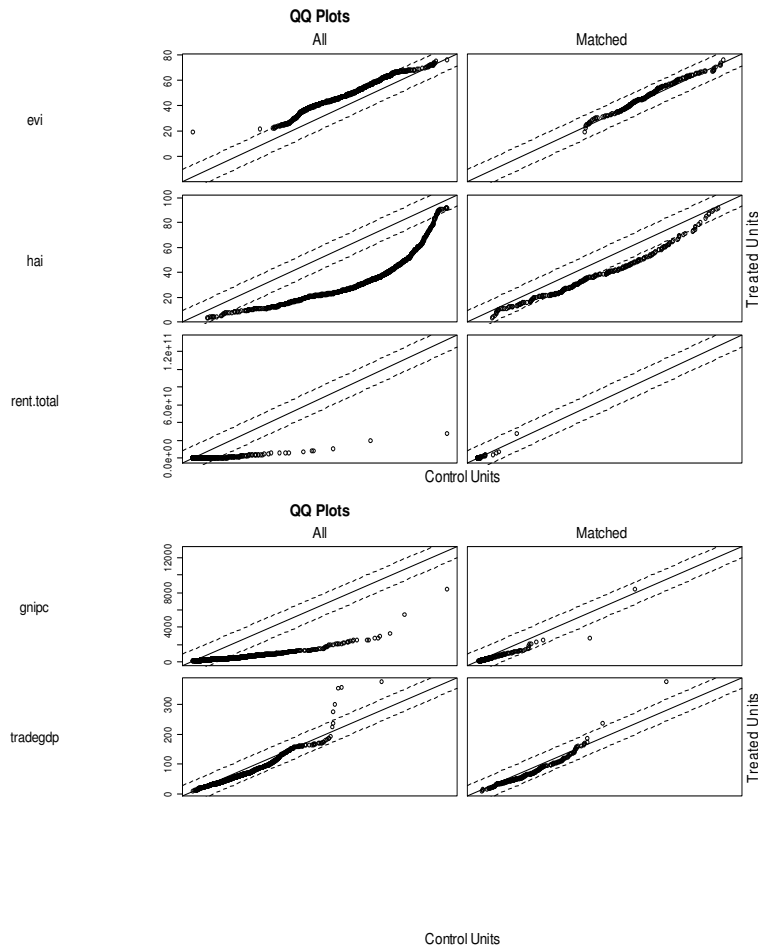 QQ Plots
All
Matched
evi
0 20 40 60 80
hai
0 20 40 60 80 100
rent.total
0.0e+00 6.0e+10 1.2e+11
Treated Units
Control Units
QQ Plots
All
Matched
gnipc
0 4000 8000 12000
tradegdp
0 100 200 300
Treated Units
Control Units